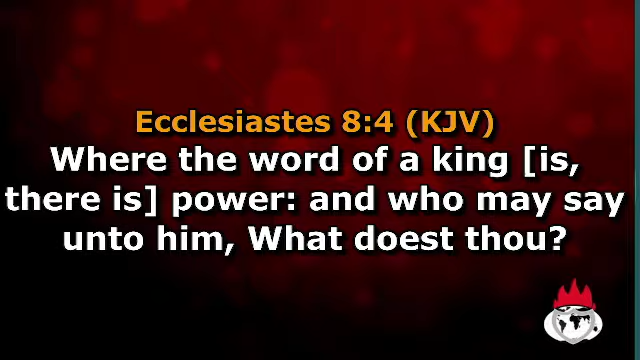 Ecclesiastes 8:4 (KJV)
Where the word of a king [is,
there is] power: and who may say
unto him, What doest thou?